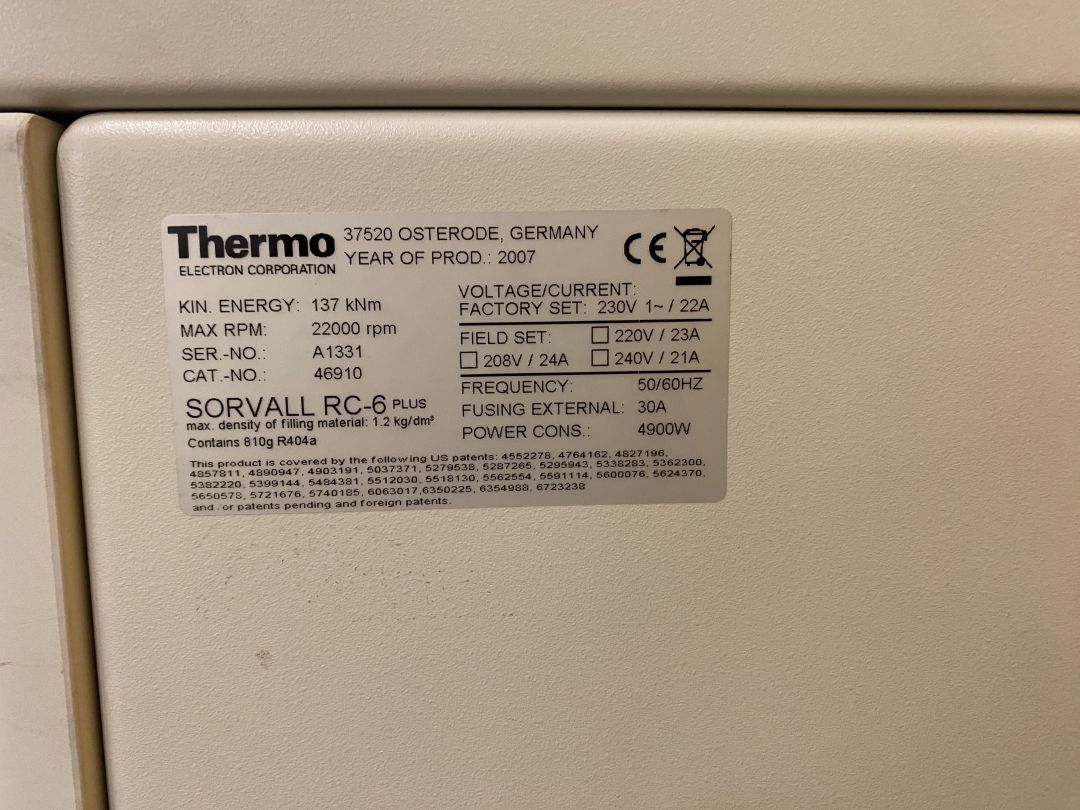 Thermo
ELECTRON CORPORATION
37520 OSTERODE, GERMANY
YEAR OF PROD.: 2007
CE
KIN. ENERGY: 137 kNm
MAX RPM: 22000 rpm
SER.-NO.: A1331
CAT.-NO.: 46910
SORVALL RC-6 PLUS
max. density of filling material: 1.2 kg/dm³
Contains 810g R404a
VOLTAGE/CURRENT:
FACTORY SET: 230V 1~ / 22A
FIELD SET: ☐ 220V / 23A
☐ 208V / 24A ☐ 240V / 21A
FREQUENCY: 50/60HZ
FUSING EXTERNAL: 30A
POWER CONS.: 4900W
This product is covered by the following US patents: 4552278, 4764162, 4827196,
4857811, 4890947, 4903191, 5037371, 5279538, 5287265, 5295943, 5338283, 5362300,
5382220, 5399144, 5484381, 5512030, 5518130, 5562554, 5591114, 5600076, 5624370,
5650578, 5721676, 5740185, 6063017,6350225, 6354988, 6723238
and /or patents pending and foreign patents.